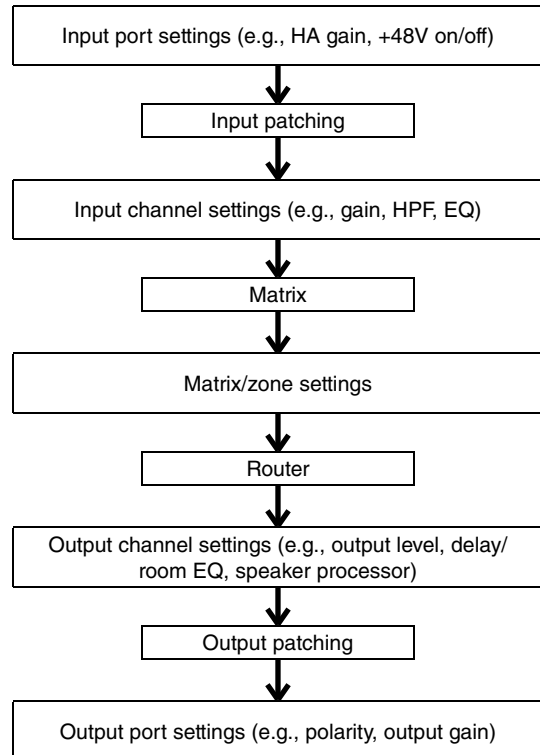 Input port settings (e.g., HA gain, +48V on/off)
Input patching
Input channel settings (e.g., gain, HPF, EQ)
Matrix
Matrix/zone settings
Router
Output channel settings (e.g., output level, delay/
room EQ, speaker processor)
Output patching
Output port settings (e.g., polarity, output gain)